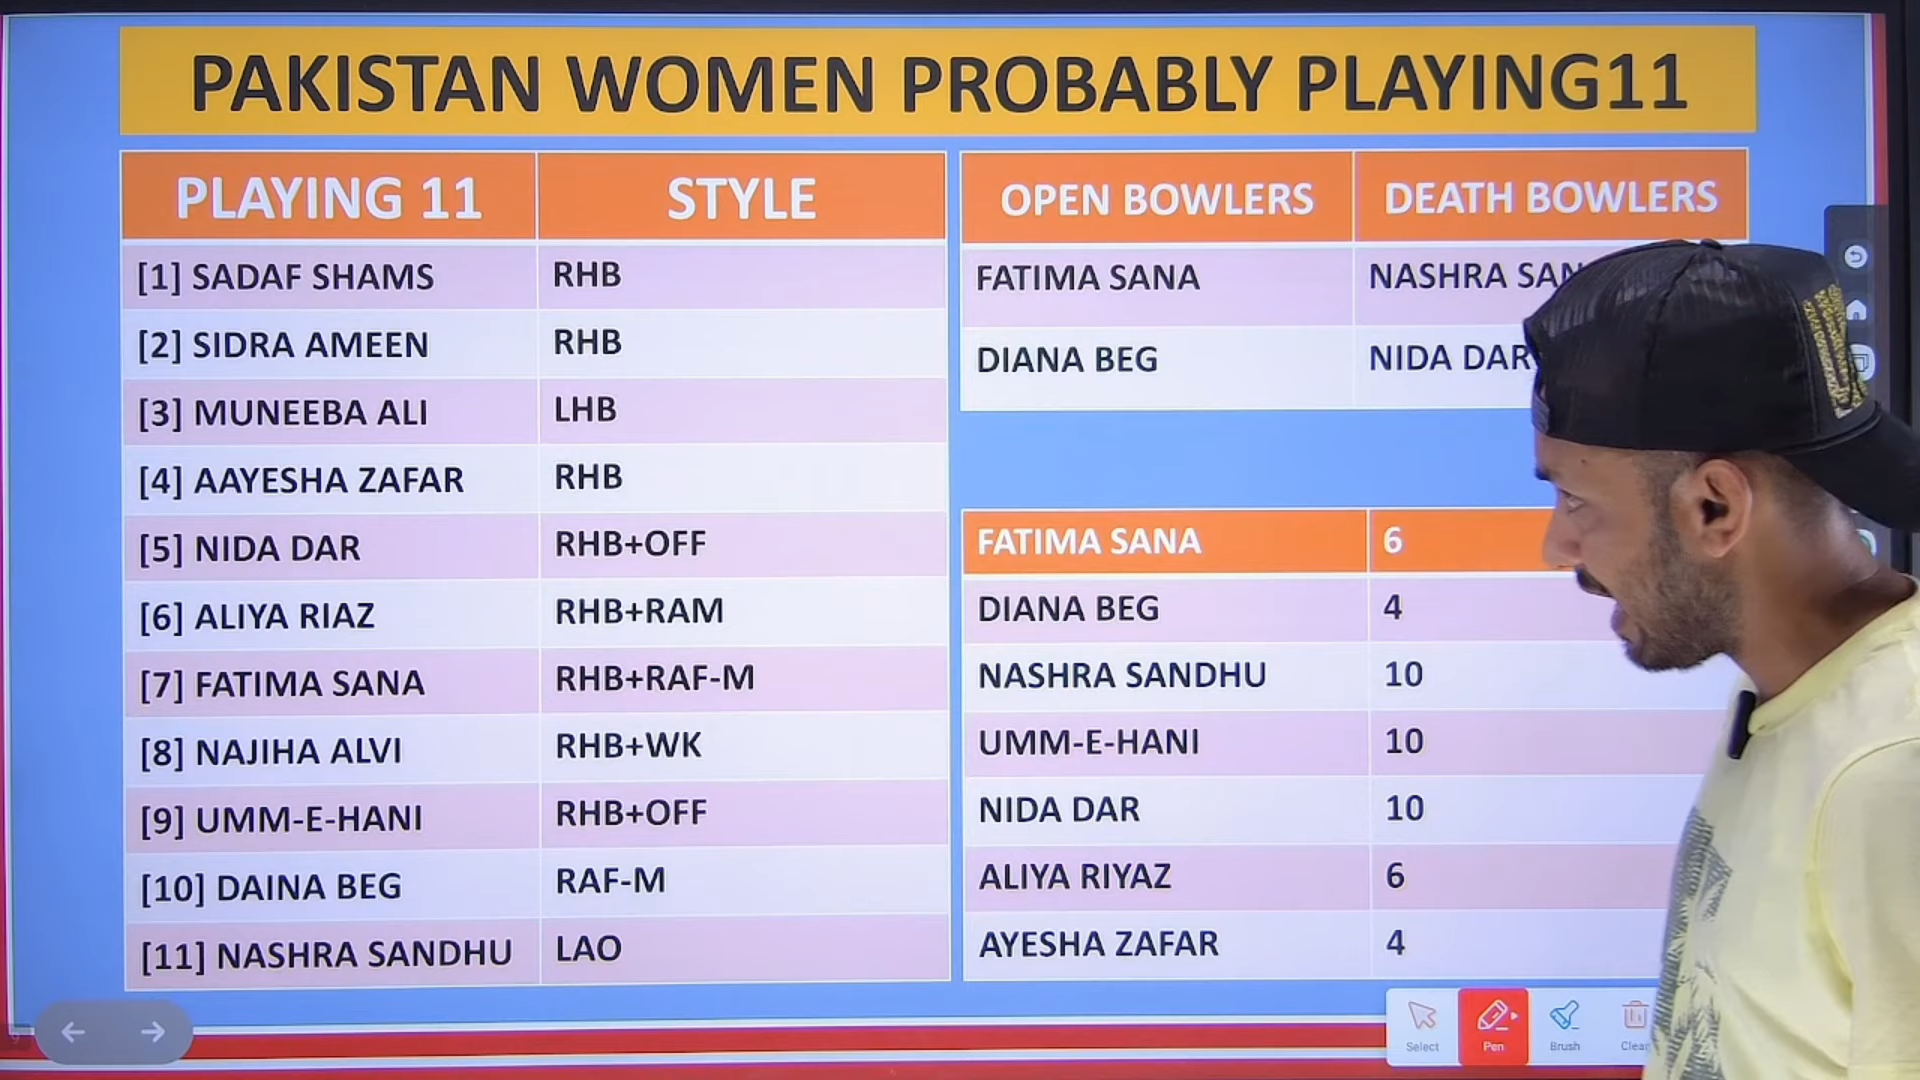 PAKISTAN WOMEN PROBABLY PLAYING11
PLAYING 11 STYLE
[1] SADAF SHAMS RHB
[2] SIDRA AMEEN RHB
[3] MUNEEBA ALI LHB
[4] AAYESHA ZAFAR RHB
[5] NIDA DAR RHB+OFF
[6] ALIYA RIAZ RHB+RAM
[7] FATIMA SANA RHB+RAF-M
[8] NAJIHA ALVI RHB+WK
[9] UMM-E-HANI RHB+OFF
[10] DAINA BEG RAF-M
[11] NASHRA SANDHU LAO
OPEN BOWLERS DEATH BOWLERS
FATIMA SANA NASHRA
DIANA BEG NIDA DAR
FATIMA SANA 6
DIANA BEG 4
NASHRA SANDHU 10
UMM-E-HANI 10
NIDA DAR 10
ALIYA RIYAZ 6
AYESHA ZAFAR 4
Select Pen Brush Clear